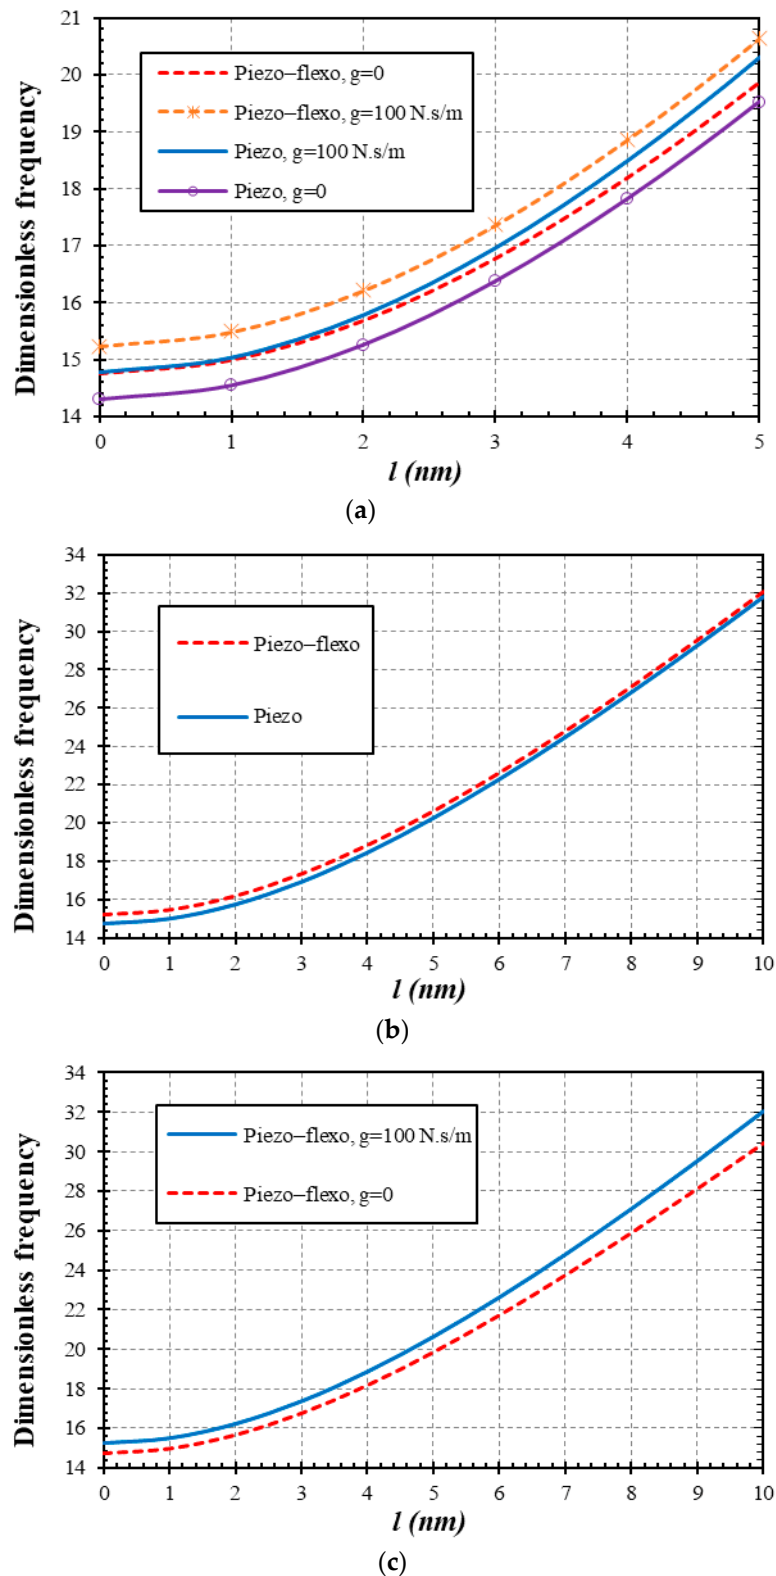 21
20
19
18
17
16
15
14
Dimensionless frequency
Piezo–flexo, g=0
Piezo–flexo, g=100 N.s/m
Piezo, g=100 N.s/m
Piezo, g=0
0 1 2 3 4 5
l (nm)
(a)
34
32
30
28
26
24
22
20
18
16
14
Dimensionless frequency
Piezo–flexo
Piezo
0 1 2 3 4 5 6 7 8 9 10
l (nm)
(b)
34
32
30
28
26
24
22
20
18
16
14
Dimensionless frequency
Piezo–flexo, g=100 N.s/m
Piezo–flexo, g=0
0 1 2 3 4 5 6 7 8 9 10
l (nm)
(c)